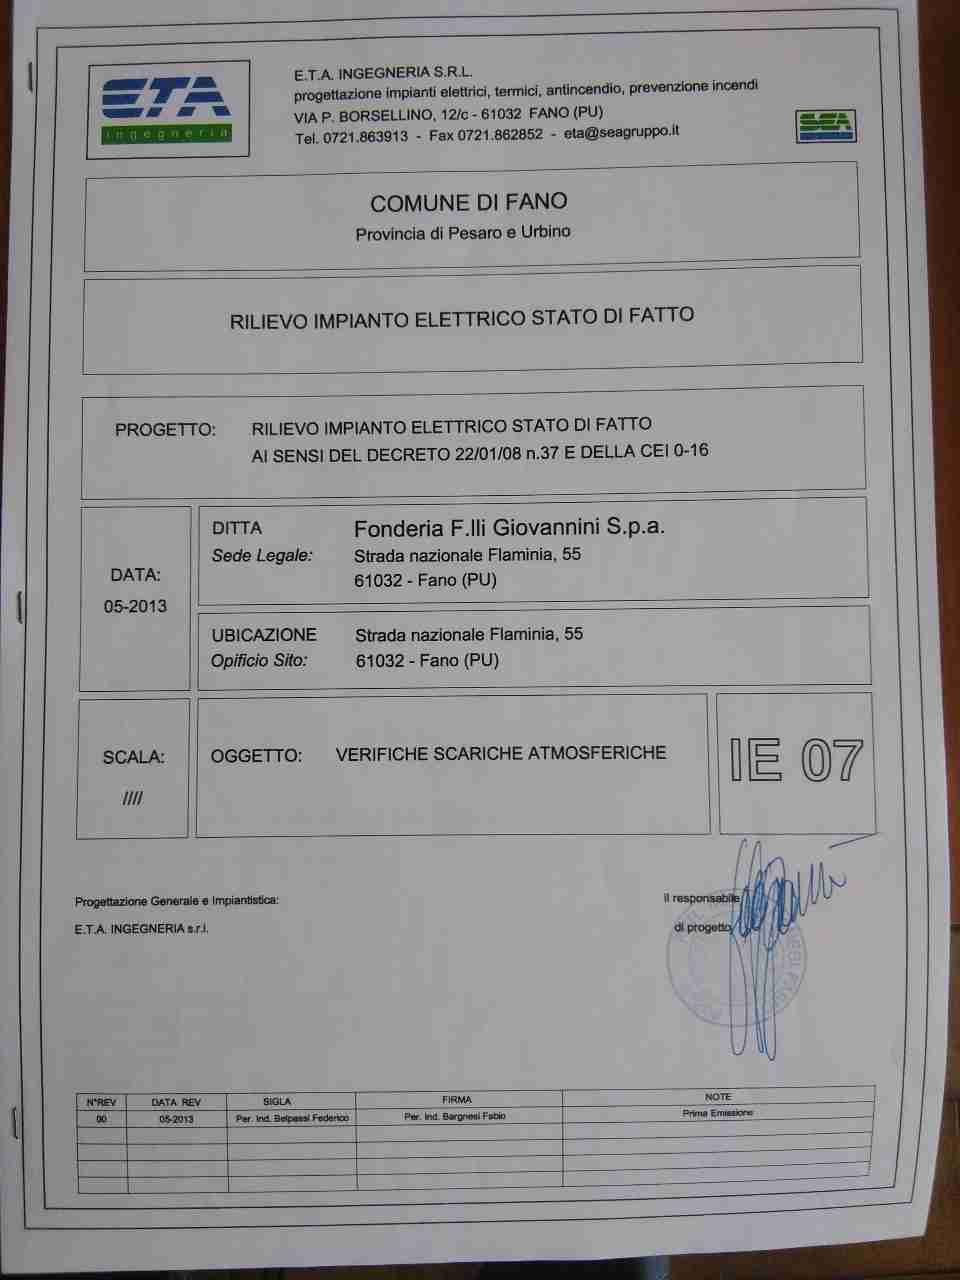 ETA
ingegneria
E.T.A. INGEGNERIA S.R.L.
progettazione impianti elettrici, termici, antincendio, prevenzione incendi
VIA P. BORSELLINO, 12/c - 61032 FANO (PU)
Tel. 0721.863913 - Fax 0721.862852 - eta@seagruppo.it
SEA
COMUNE DI FANO
Provincia di Pesaro e Urbino
RILIEVO IMPIANTO ELETTRICO STATO DI FATTO
PROGETTO: RILIEVO IMPIANTO ELETTRICO STATO DI FATTO
AI SENSI DEL DECRETO 22/01/08 n.37 E DELLA CEI 0-16
DATA:
05-2013
DITTA Fonderia F.lli Giovannini S.p.a.
Sede Legale: Strada nazionale Flaminia, 55
61032 - Fano (PU)
UBICAZIONE Strada nazionale Flaminia, 55
Opificio Sito: 61032 - Fano (PU)
SCALA:
////
OGGETTO: VERIFICHE SCARICHE ATMOSFERICHE
IE 07
Progettazione Generale e Impiantistica:
E.T.A. INGEGNERIA s.r.l.
Il responsabile
di progetto
N°REV DATA REV SIGLA FIRMA NOTE
00 05-2013 Per. Ind. Belpassi Federico Per. Ind. Bargnesi Fabio Prima Emissione